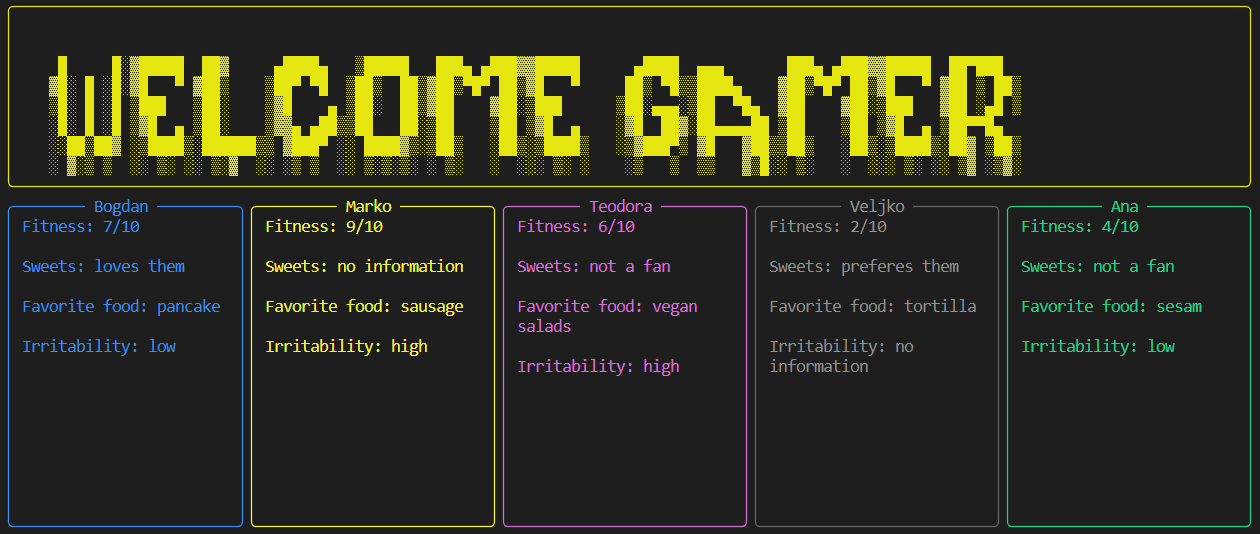 WELCOME GAMER
Bogdan
Fitness: 7/10
Sweets: loves them
Favorite food: pancake
Irritability: low
Marko
Fitness: 9/10
Sweets: no information
Favorite food: sausage
Irritability: high
Teodora
Fitness: 6/10
Sweets: not a fan
Favorite food: vegan
salads
Irritability: high
Veljko
Fitness: 2/10
Sweets: preferes them
Favorite food: tortilla
Irritability: no
information
Ana
Fitness: 4/10
Sweets: not a fan
Favorite food: sesam
Irritability: low